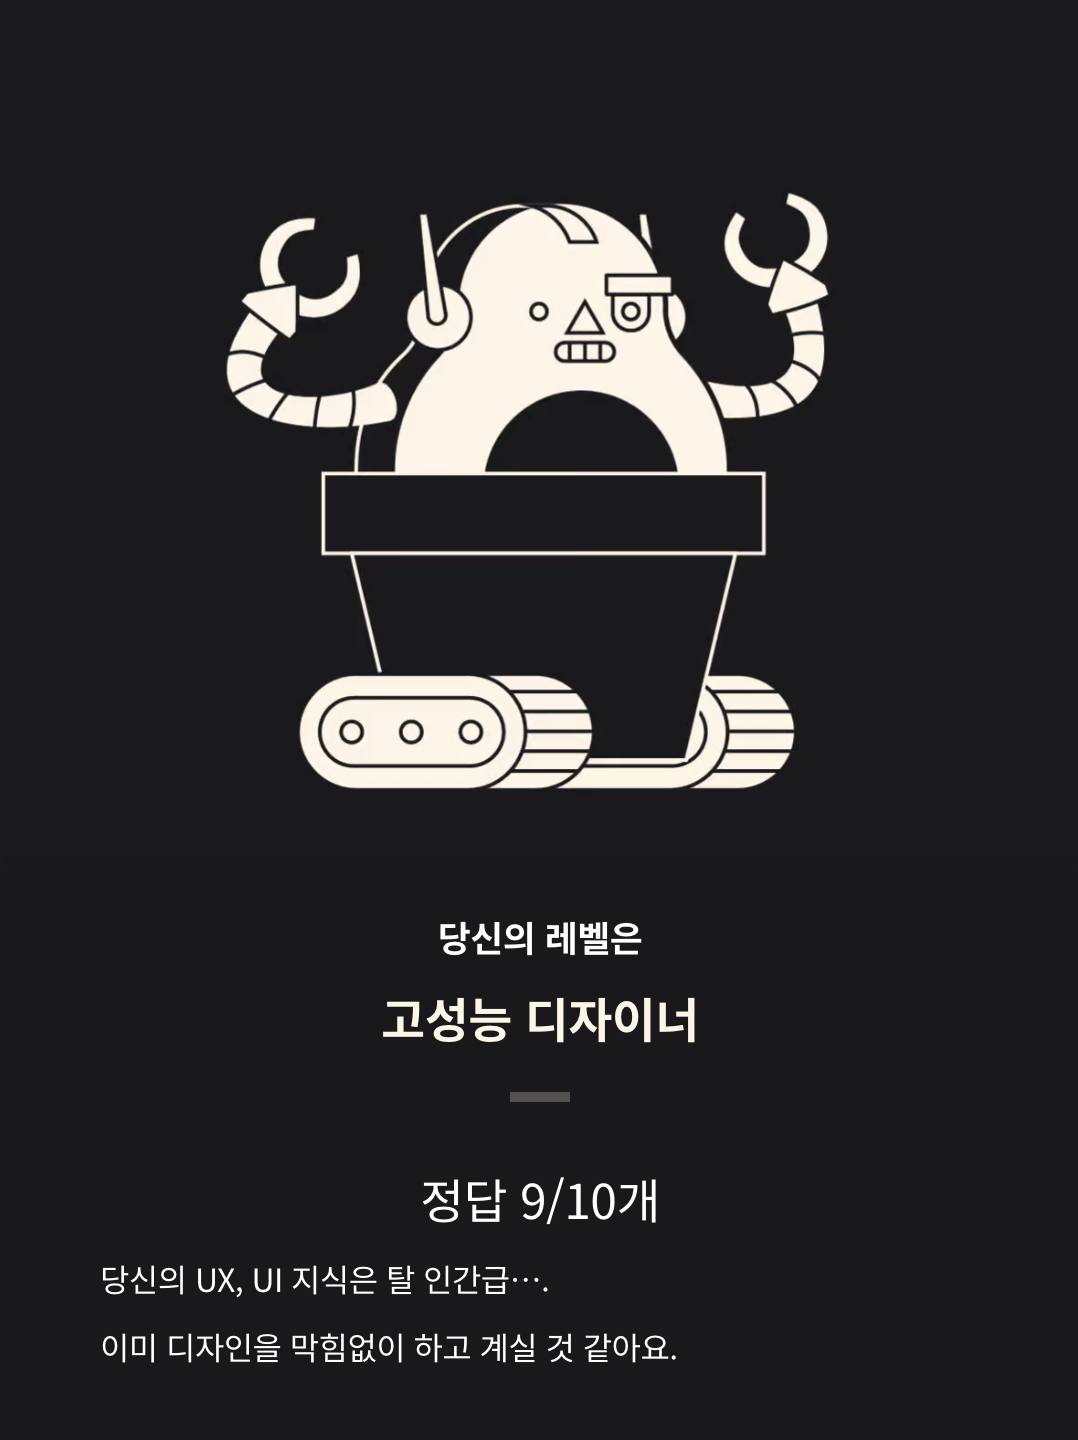 당신의 레벨은
고성능 디자이너
정답 9/10개
당신의 UX, UI 지식은 탈 인간급….
이미 디자인을 막힘없이 하고 계실 것 같아요.